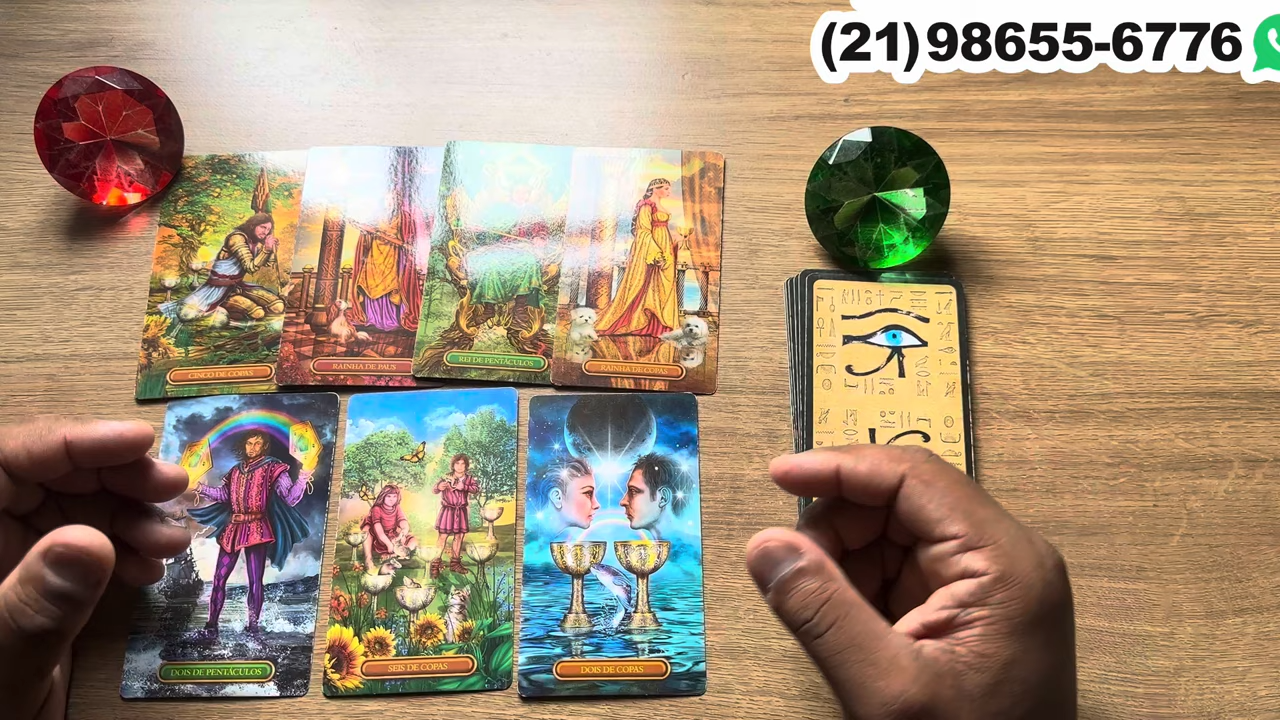 (21)98655-6776
CINCO DE COPAS
RAINHA DE PAUS
REI DE PENTÁCULOS
RAINHA DE COPAS
DOIS DE PENTÁCULOS
SEIS DE COPAS
DOIS DE COPAS